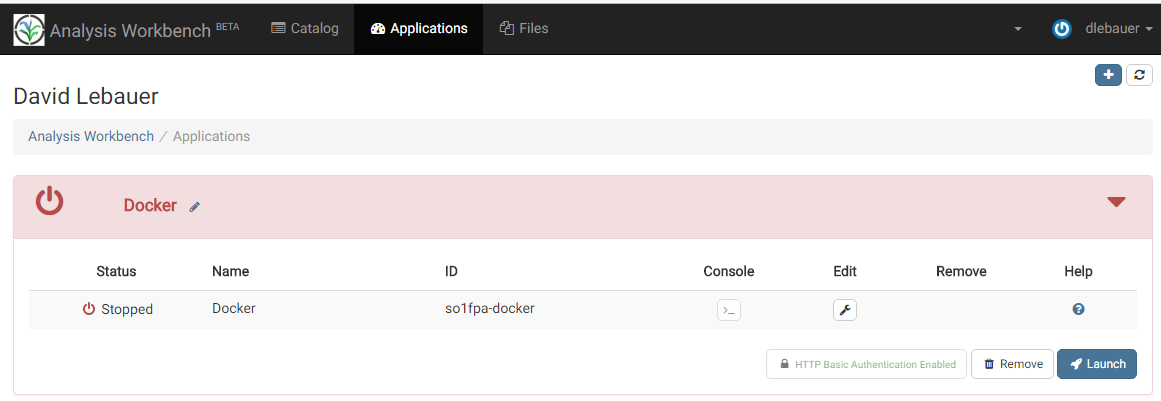 Analysis Workbench BETA Catalog Applications Files dlebauer
David Lebauer
Analysis Workbench / Applications
Docker
Status Name ID Console Edit Remove Help
Stopped Docker so1fpa-docker
HTTP Basic Authentication Enabled Remove Launch